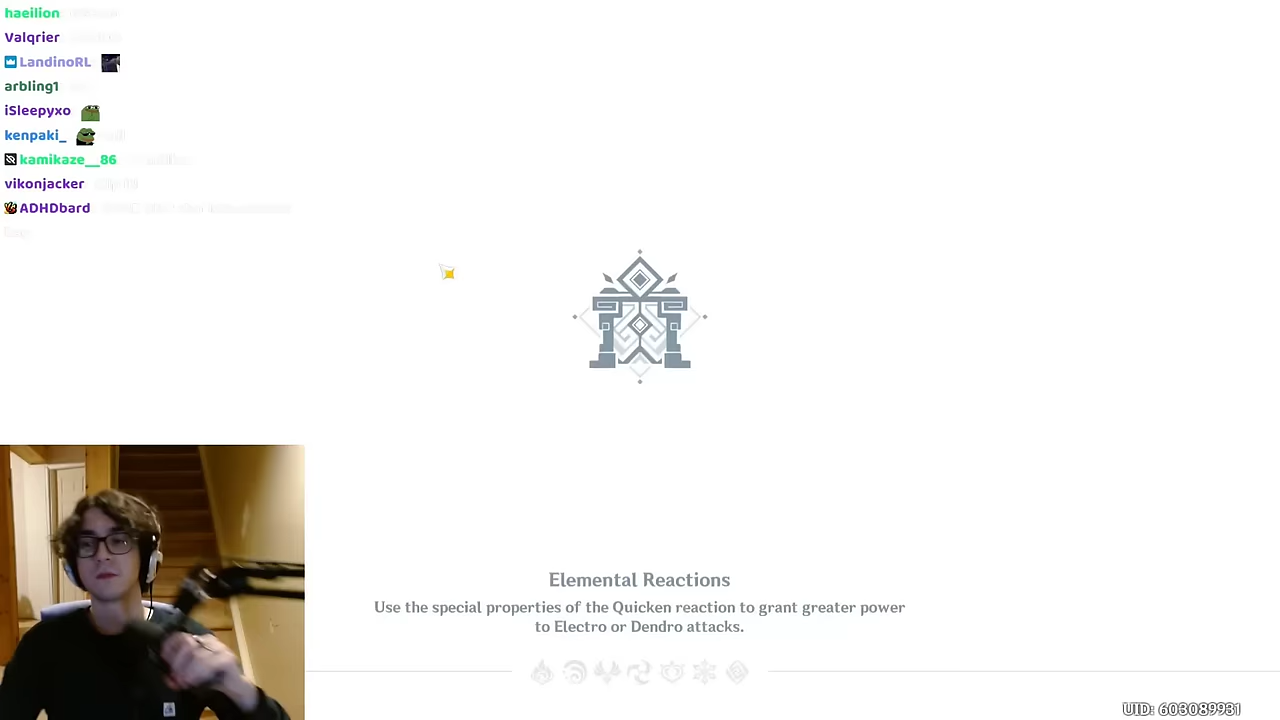 haeilion
Valqrier
LandinoRL
arbling1
iSleepyxo
kenpaki_
kamikaze__86
vikonjacker
ADHDbard
Elemental Reactions
Use the special properties of the Quicken reaction to grant greater power
to Electro or Dendro attacks.
UID: 603089931